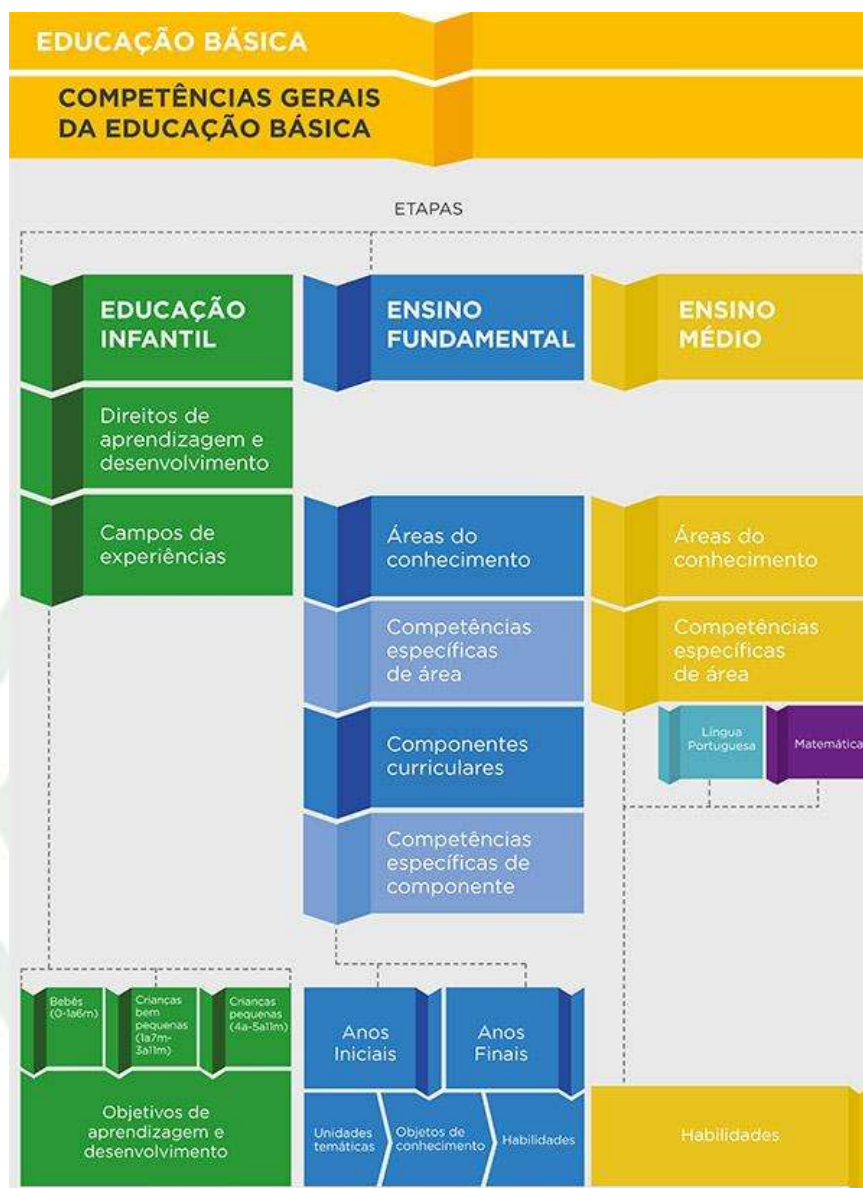 EDUCAÇÃO BÁSICA
COMPETÊNCIAS GERAIS
DA EDUCAÇÃO BÁSICA
ETAPAS
EDUCAÇÃO
INFANTIL
Direitos de
aprendizagem e
desenvolvimento
Campos de
experiências
Bebês
(0-1a6m)
Crianças
bem
pequenas
(1a7m-
3a11m)
Crianças
pequenas
(4a-5a11m)
Objetivos de
aprendizagem e
desenvolvimento
ENSINO
FUNDAMENTAL
Áreas do
conhecimento
Competências
específicas
de área
Componentes
curriculares
Competências
específicas de
componente
Anos
Iniciais
Anos
Finais
Unidades
temáticas
Objetos de
conhecimento
Habilidades
ENSINO
MÉDIO
Áreas do
conhecimento
Competências
específicas
de área
Língua
Portuguesa
Matemática
Habilidades